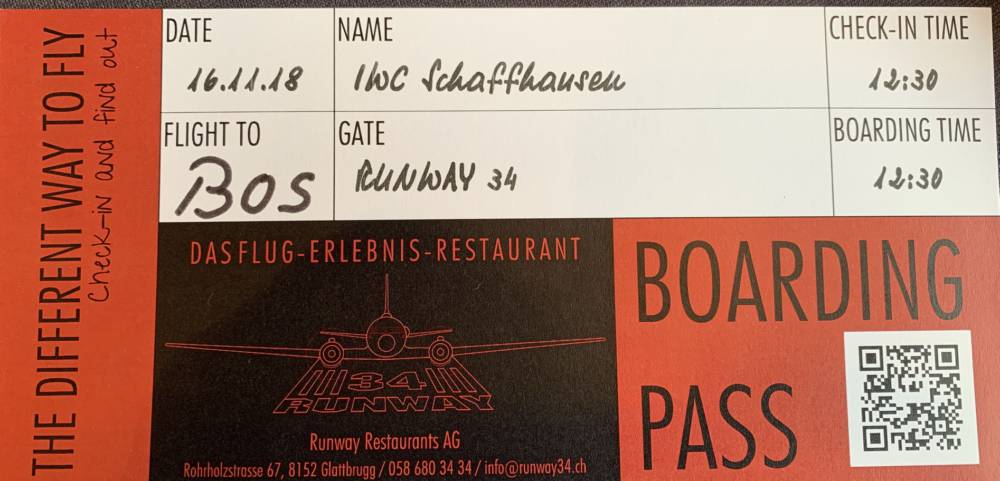 THE DIFFERENT WAY TO FLY
Check-in and find out
DATE
16.11.18
NAME
IWC Schaffhausen
CHECK-IN TIME
12:30
FLIGHT TO
BOS
GATE
RUNWAY 34
BOARDING TIME
12:30
DAS FLUG-ERLEBNIS-RESTAURANT
34
RUNWAY
Runway Restaurants AG
Rohrholzstrasse 67, 8152 Glattbrugg / 058 680 34 34 / info@runway34.ch
BOARDING
PASS